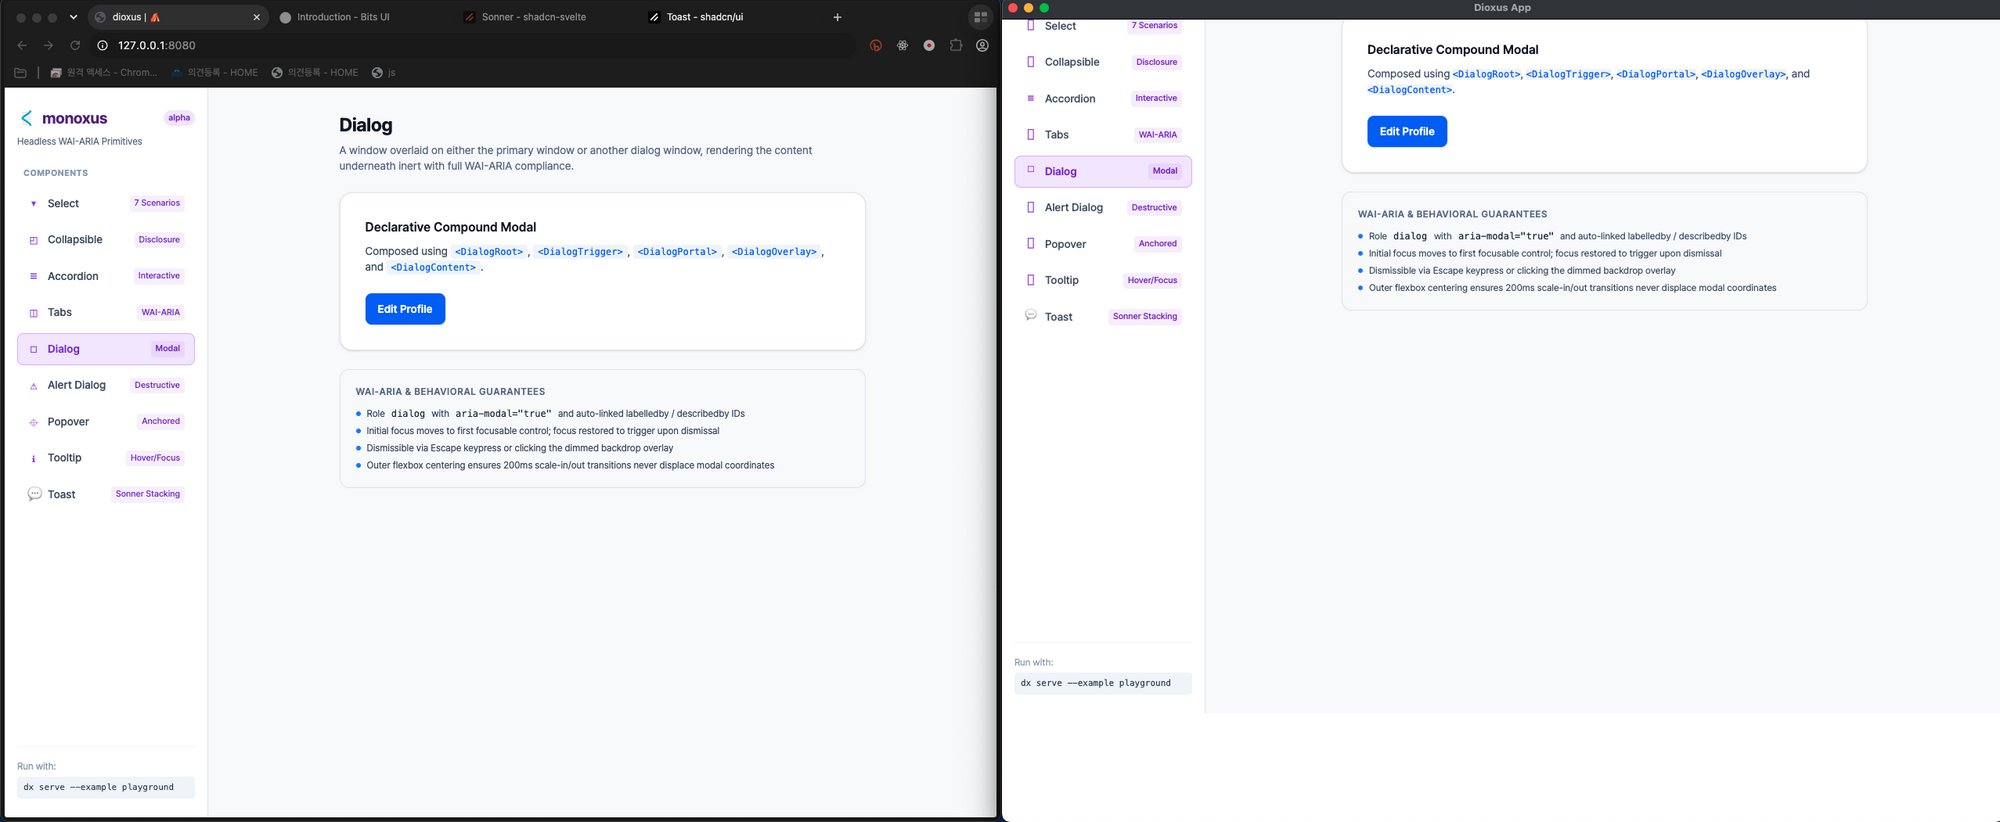 dioxus |
Introduction - Bits UI
Sonner - shadcn-svelte
Toast - shadcn/ui
127.0.0.1:8080
원격 액세스 - Chrom...
의견등록 - HOME
의견등록 - HOME
js
monoxus
alpha
Headless WAI-ARIA Primitives
COMPONENTS
Select
7 Scenarios
Collapsible
Disclosure
Accordion
Interactive
Tabs
WAI-ARIA
Dialog
Modal
Alert Dialog
Destructive
Popover
Anchored
Tooltip
Hover/Focus
Toast
Sonner Stacking
Run with:
dx serve --example playground
Dialog
A window overlaid on either the primary window or another dialog window, rendering the content
underneath inert with full WAI-ARIA compliance.
Declarative Compound Modal
Composed using <DialogRoot>, <DialogTrigger>, <DialogPortal>, <DialogOverlay>,
and <DialogContent>.
Edit Profile
WAI-ARIA & BEHAVIORAL GUARANTEES
Role dialog with aria-modal="true" and auto-linked labelledby / describedby IDs
Initial focus moves to first focusable control; focus restored to trigger upon dismissal
Dismissible via Escape keypress or clicking the dimmed backdrop overlay
Outer flexbox centering ensures 200ms scale-in/out transitions never displace modal coordinates
Dioxus App
Select
7 Scenarios
Collapsible
Disclosure
Accordion
Interactive
Tabs
WAI-ARIA
Dialog
Modal
Alert Dialog
Destructive
Popover
Anchored
Tooltip
Hover/Focus
Toast
Sonner Stacking
Run with:
dx serve --example playground
Declarative Compound Modal
Composed using <DialogRoot>, <DialogTrigger>, <DialogPortal>, <DialogOverlay>, and
<DialogContent>.
Edit Profile
WAI-ARIA & BEHAVIORAL GUARANTEES
Role dialog with aria-modal="true" and auto-linked labelledby / describedby IDs
Initial focus moves to first focusable control; focus restored to trigger upon dismissal
Dismissible via Escape keypress or clicking the dimmed backdrop overlay
Outer flexbox centering ensures 200ms scale-in/out transitions never displace modal coordinates